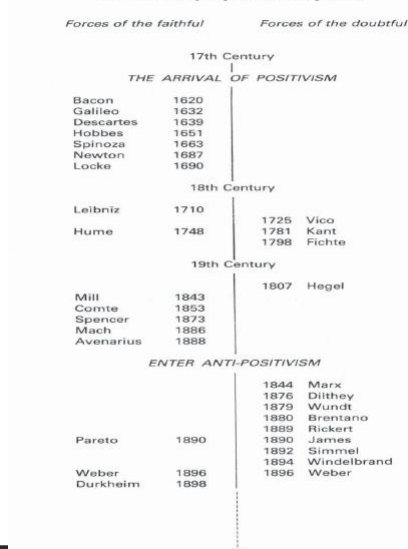 Forces of the faithful Forces of the doubtful
17th Century
THE ARRIVAL OF POSITIVISM
Bacon 1620
Galileo 1632
Descartes 1639
Hobbes 1651
Spinoza 1663
Newton 1687
Locke 1690
18th Century
Leibniz 1710
1725 Vico
Hume 1748 1781 Kant
1798 Fichte
19th Century
1807 Hegel
Mill 1843
Comte 1853
Spencer 1873
Mach 1886
Avenarius 1888
ENTER ANTI-POSITIVISM
1844 Marx
1876 Dilthey
1879 Wundt
1880 Brentano
1889 Rickert
Pareto 1890 1890 James
1892 Simmel
1894 Windelbrand
Weber 1896 1896 Weber
Durkheim 1898